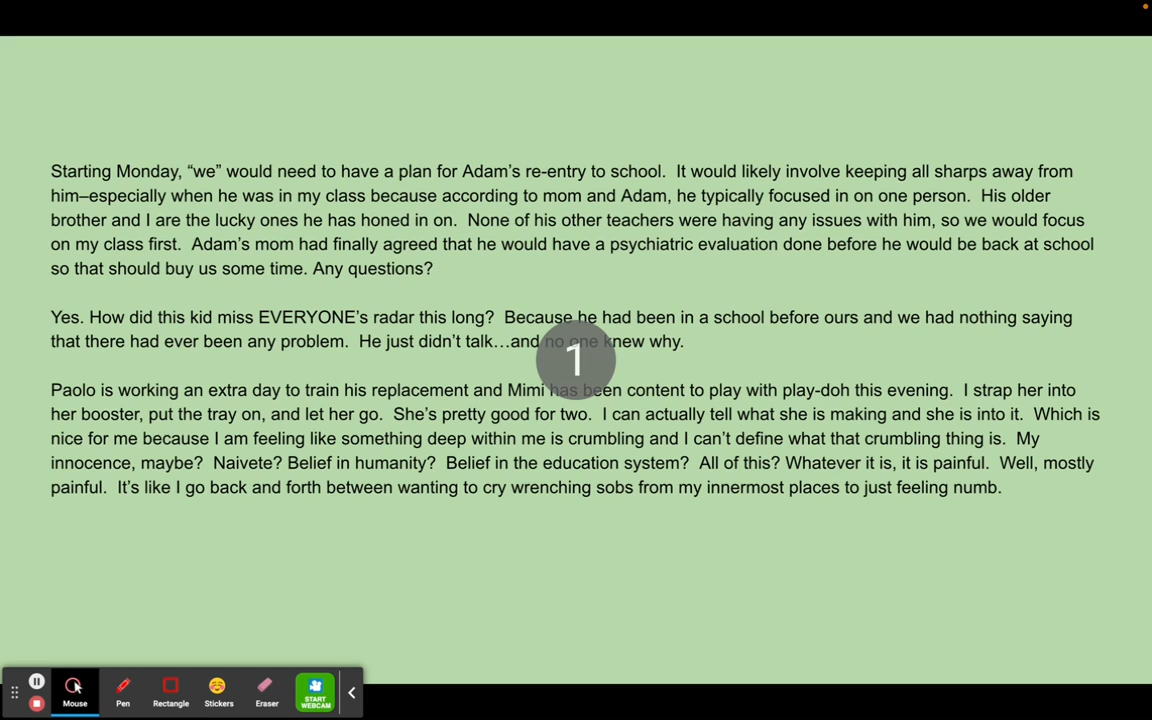 Starting Monday, “we” would need to have a plan for Adam’s re-entry to school.  It would likely involve keeping all sharps away from
him–especially when he was in my class because according to mom and Adam, he typically focused in on one person.  His older
brother and I are the lucky ones he has honed in on.  None of his other teachers were having any issues with him, so we would focus
on my class first.  Adam’s mom had finally agreed that he would have a psychiatric evaluation done before he would be back at school
so that should buy us some time. Any questions?
Yes. How did this kid miss EVERYONE’s radar this long?  Because he had been in a school before ours and we had nothing saying
that there had ever been any problem.  He just didn’t talk…and no one knew why.
1
Paolo is working an extra day to train his replacement and Mimi has been content to play with play-doh this evening.  I strap her into
her booster, put the tray on, and let her go.  She’s pretty good for two.  I can actually tell what she is making and she is into it.  Which is
nice for me because I am feeling like something deep within me is crumbling and I can’t define what that crumbling thing is.  My
innocence, maybe?  Naivete? Belief in humanity?  Belief in the education system?  All of this? Whatever it is, it is painful.  Well, mostly
painful.  It’s like I go back and forth between wanting to cry wrenching sobs from my innermost places to just feeling numb.
Mouse
Pen
Rectangle
Stickers
Eraser
START
WEBCAM